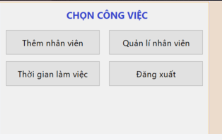 CHỌN CÔNG VIỆC
Thêm nhân viên
Quản lí nhân viên
Thời gian làm việc
Đăng xuất